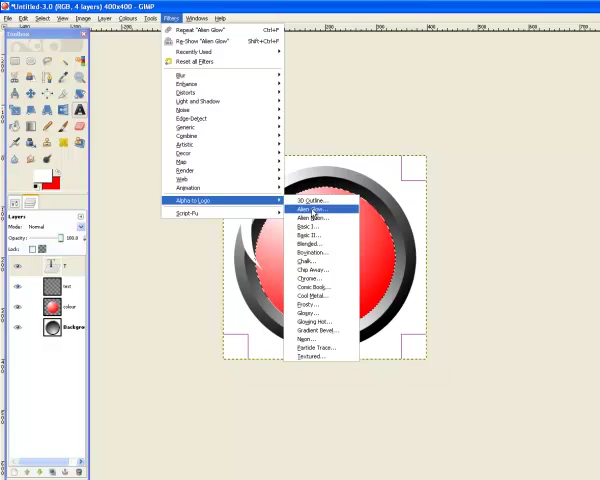 *Untitled-3.0 (RGB, 4 layers) 400x400 - GIMP
File Edit Select View Image Layer Colours Tools Filters Windows Help
Toolbox
Repeat "Alien Glow" Ctrl+F
Re-Show "Alien Glow" Shift+Ctrl+F
Recently Used
Reset all Filters
Blur
Enhance
Distorts
Light and Shadow
Noise
Edge-Detect
Generic
Combine
Artistic
Decor
Map
Render
Web
Animation
Alpha to Logo
Script-Fu
3D Outline...
Alien Glow...
Alien Neon...
Basic I...
Basic II...
Blended...
Bovination...
Chalk...
Chip Away...
Chrome...
Comic Book...
Cool Metal...
Frosty...
Glossy...
Glowing Hot...
Gradient Bevel...
Neon...
Particle Trace...
Textured...
Layers
Mode: Normal
Opacity: 100.0
Lock:
T
text
colour
Backgrou